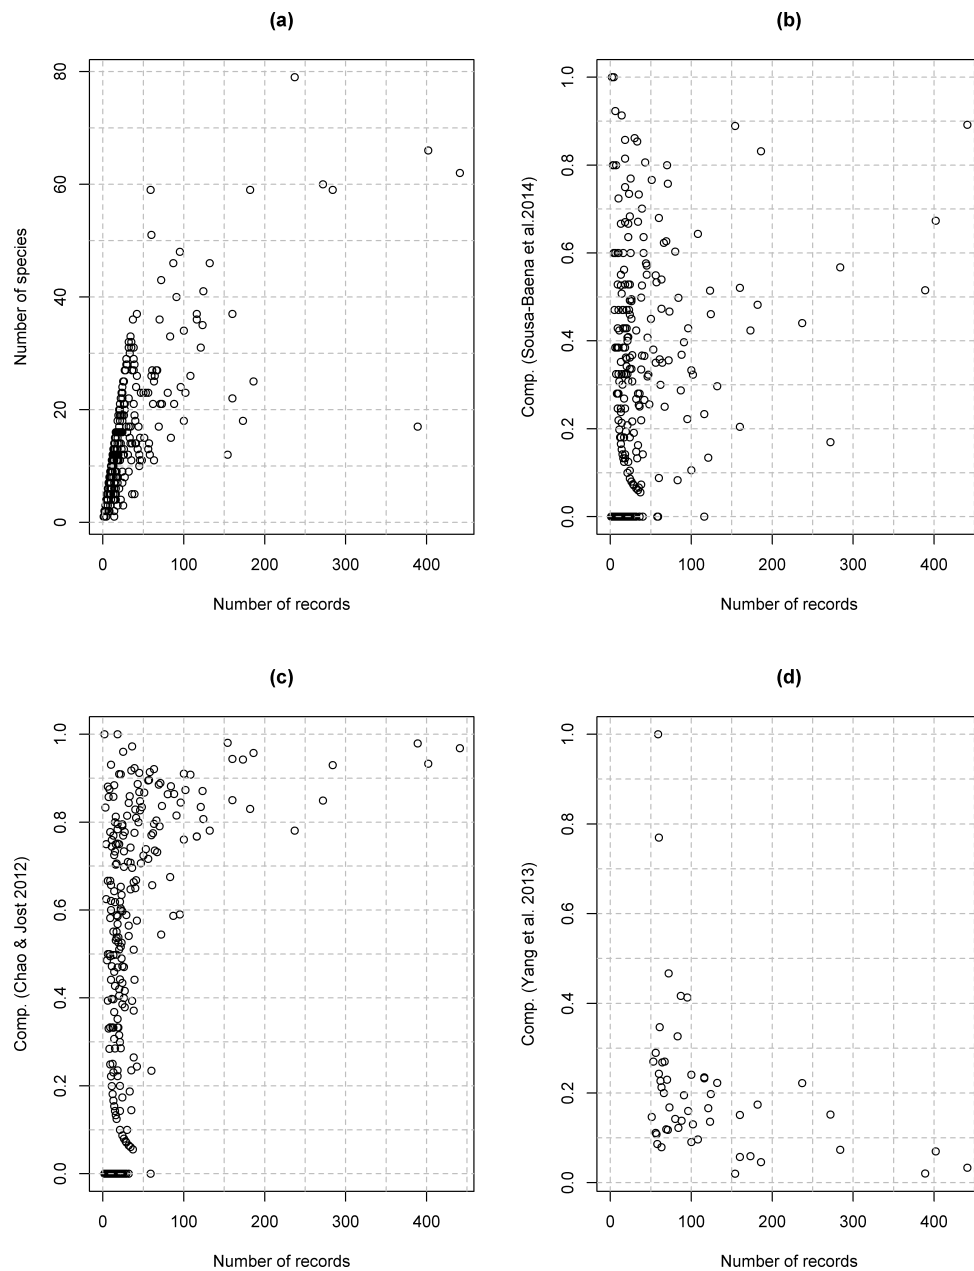 (a)
80
60
40
20
0
Number of species
0 100 200 300 400
Number of records
(b)
1.0
0.8
0.6
0.4
0.2
0.0
Comp. (Sousa-Baena et al.2014)
0 100 200 300 400
Number of records
(c)
1.0
0.8
0.6
0.4
0.2
0.0
Comp. (Chao & Jost 2012)
0 100 200 300 400
Number of records
(d)
1.0
0.8
0.6
0.4
0.2
0.0
Comp. (Yang et al. 2013)
0 100 200 300 400
Number of records